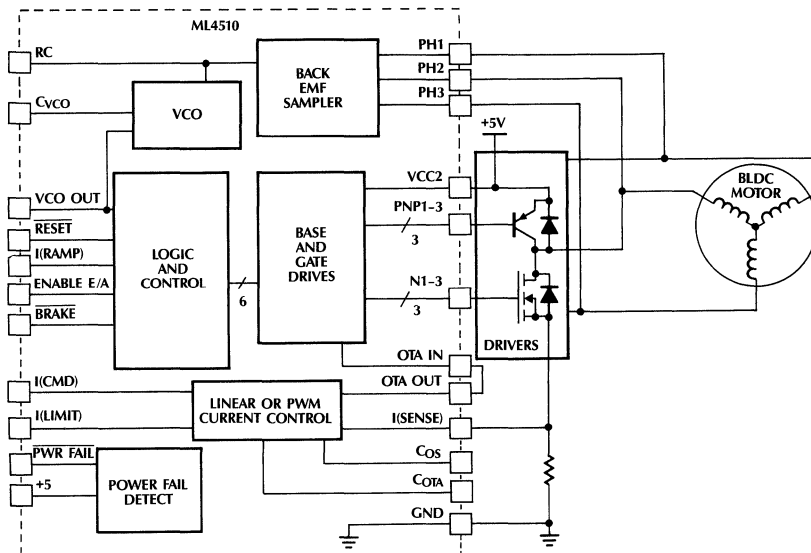 ML4510
RC
CVCO
VCO
BACK
EMF
SAMPLER
PH1
PH2
PH3
+5V
VCO OUT
RESET
I(RAMP)
ENABLE E/A
BRAKE
LOGIC
AND
CONTROL
6
BASE
AND
GATE
DRIVES
VCC2
PNP1-3
3
N1-3
3
DRIVERS
BLDC
MOTOR
OTA IN
OTA OUT
I(CMD)
I(LIMIT)
LINEAR OR PWM
CURRENT CONTROL
I(SENSE)
PWR FAIL
+5
POWER FAIL
DETECT
COS
COTA
GND